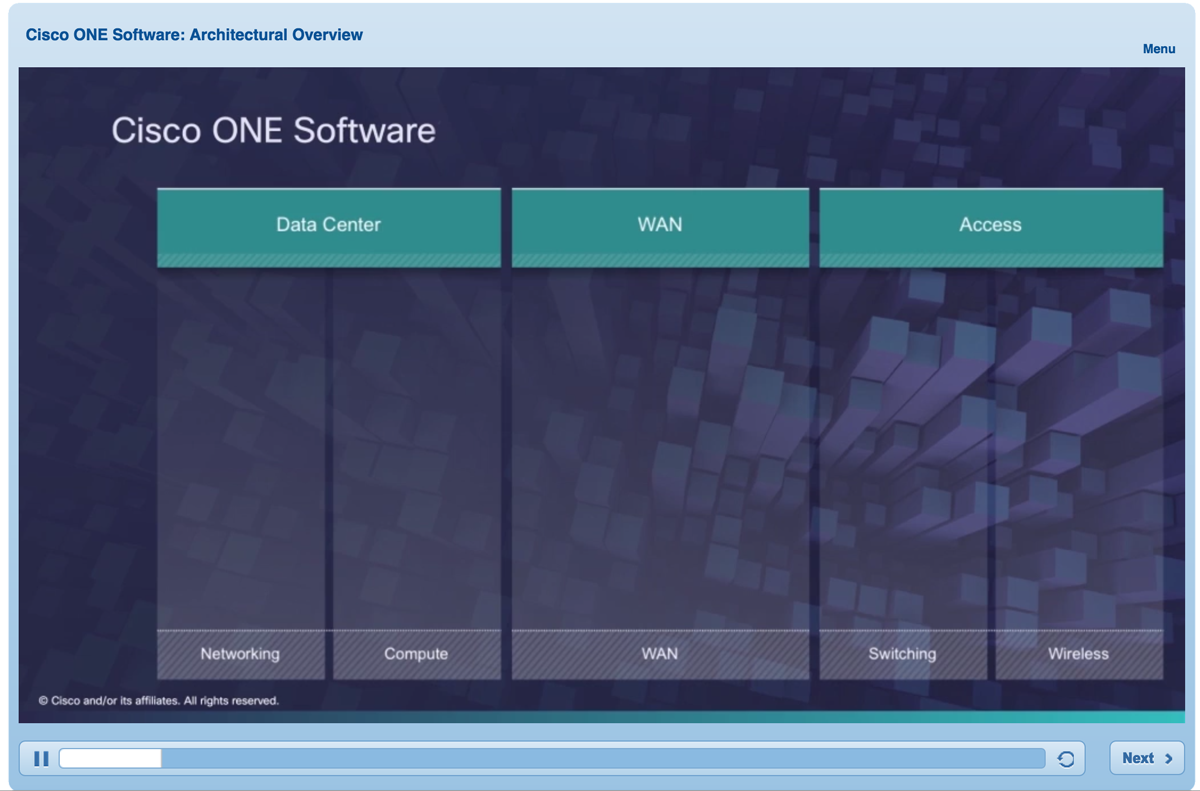 Cisco ONE Software: Architectural Overview
Menu
Cisco ONE Software
Data Center
WAN
Access
Networking
Compute
WAN
Switching
Wireless
© Cisco and/or its affiliates. All rights reserved.
Next